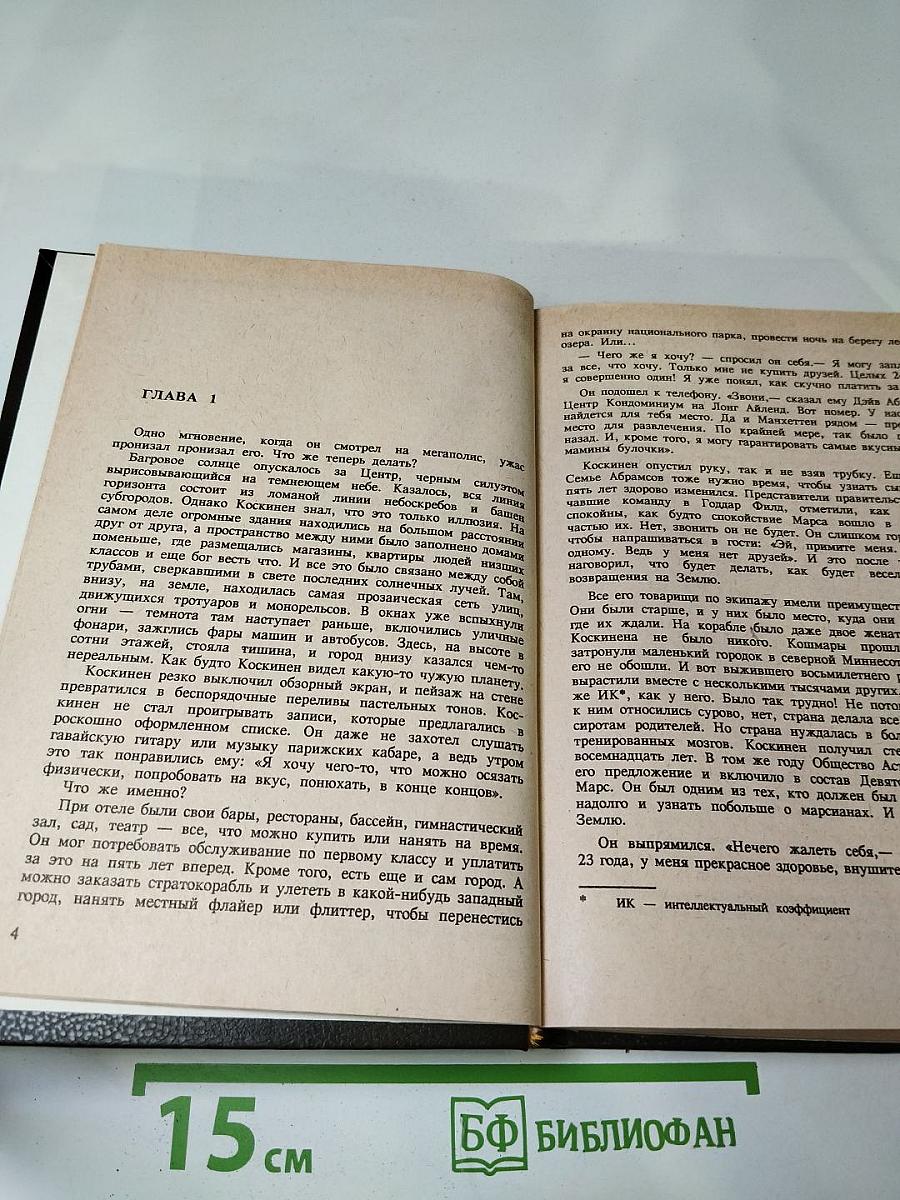 ГЛАВА 1
Одно мгновение, когда он смотрел на мегаполис, ужас
пронизал пронизал его. Что же теперь делать?
Багровое солнце опускалось за Центр, черным силуэтом
вырисовывающийся на темнеющем небе. Казалось, вся линия
горизонта состоит из ломаной линии небоскребов и башен
субгородов. Однако Коскинен знал, что это только иллюзия. На
самом деле огромные здания находились на большом расстоянии
друг от друга, а пространство между ними было заполнено домами
поменьше, где размещались магазины, квартиры людей низших
классов и еще бог весть что. И все это было связано между собой
трубами, сверкавшими в свете последних солнечных лучей. Там,
внизу, на земле, находилась самая прозаическая сеть улиц,
движущихся тротуаров и монорельсов. В окнах уже вспыхнули
огни — темнота там наступает раньше, включились уличные
фонари, зажглись фары машин и автобусов. Здесь, на высоте в
сотни этажей, стояла тишина, и город внизу казался чем-то
нереальным. Как будто Коскинен видел какую-то чужую планету.
Коскинен резко выключил обзорный экран, и пейзаж на стене
превратился в беспорядочные переливы пастельных тонов. Кос-
кинен не стал проигрывать записи, которые предлагались в
роскошно оформленном списке. Он даже не захотел слушать
гавайскую гитару или музыку парижских кабаре, а ведь утром
это так понравились ему: «Я хочу чего-то, что можно осязать
физически, попробовать на вкус, понюхать, в конце концов».
Что же именно?
При отеле были свои бары, рестораны, бассейн, гимнастический
зал, сад, театр — все, что можно купить или нанять на время.
Он мог потребовать обслуживание по первому классу и уплатить
за это на пять лет вперед. Кроме того, есть еще и сам город. А
можно заказать стратокорабль и улететь в какой-нибудь западный
город, нанять местный флайер или флиттер, чтобы перенестись
4
на окраину национального парка, провести ночь на берегу
озера. Или...
— Чего же я хочу? — спросил он себя.— Я могу
за все, что хочу. Только мне не купить друзей. Целых
я совершенно один! Я уже понял, как скучно платить за
Он подошел к телефону. «Звони,— сказал ему Дэйв
Центр Кондоминиум на Лонг Айленд. Вот номер. У
найдется для тебя место. Да и Манхеттен рядом —
место для развлечения. По крайней мере, так было
назад. И, кроме того, я могу гарантировать самые
мамины булочки».
Коскинен опустил руку, так и не взяв трубку.
Семье Абрамсов тоже нужно время, чтобы узнать
пять лет здорово изменился. Представители
чавшие команду в Годдар Филд, отметили, как
спокойны, как будто спокойствие Марса вошло в
частью их. Нет, звонить он не будет. Он слишком
чтобы напрашиваться в гости: «Эй, примите меня.
одному. Ведь у меня нет друзей». И это после
наговорил, что будет делать, как будет
возвращения на Землю.
Все его товарищи по экипажу имели
Они были старше, и у них было место, куда они
где их ждали. На корабле было даже двое
Коскинена не было никого. Кошмары
затронули маленький городок в северной
его не обошли. И вот выжившего восьмилетнего
вырастили вместе с несколькими тысячами других,
же ИК*, как у него. Было так трудно! Не
к ним относились сурово, нет, страна делала все
сиротам родителей. Но страна нуждалась в
тренированных мозгов. Коскинен получил
восемнадцать лет. В том же году Общество
его предложение и включило в состав
Марс. Он был одним из тех, кто должен был
надолго и узнать побольше о марсианах. И
Землю.
Он выпрямился. «Нечего жалеть себя,—
23 года, у меня прекрасное здоровье,
* ИК — интеллектуальный коэффициент
15 см
БФ БИБЛИОФАН